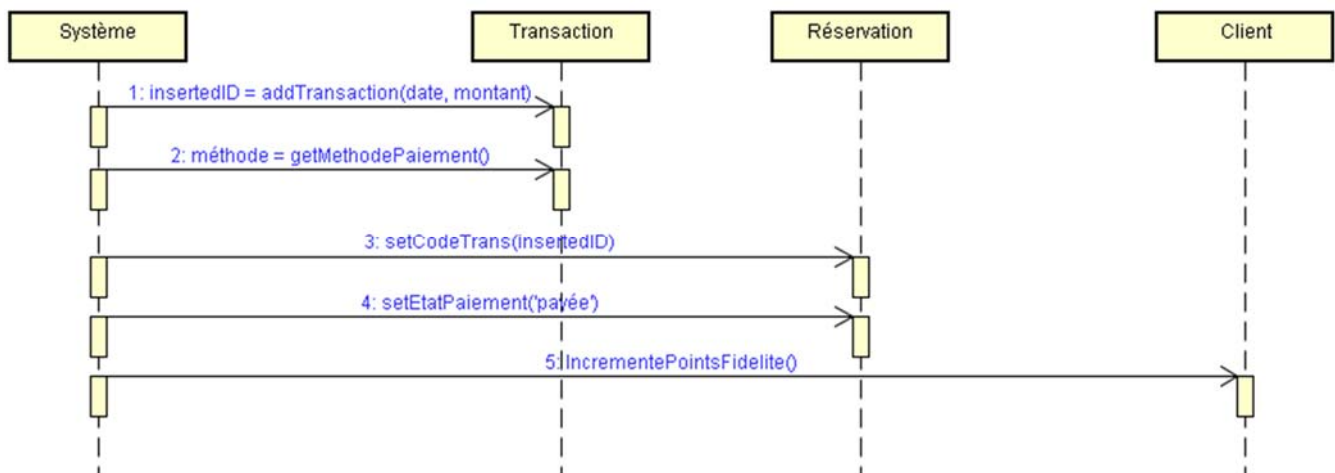 Système
Transaction
Réservation
Client
1: insertedID = addTransaction(date, montant)
2: méthode = getMethodePaiement()
3: setCodeTrans(insertedID)
4: setEtatPaiement('payée')
5: IncrementePointsFidelite()